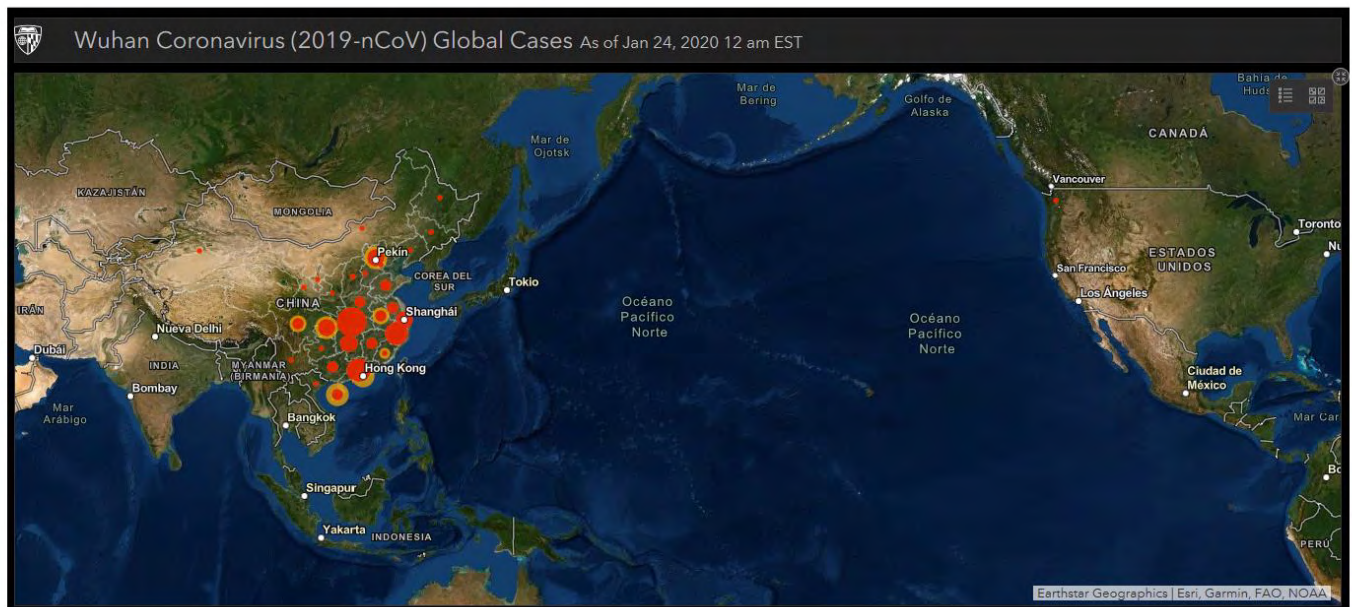 Wuhan Coronavirus (2019-nCoV) Global Cases As of Jan 24, 2020 12 am EST
Bahía de
Mar de
Bering
Golfo de
Alaska
CANADÁ
Mar de
Ojotsk
Vancouver
KAZAJISTÁN
MONGOLIA
Toronto
Pekín
ESTADOS
UNIDOS
COREA DEL
SUR
San Francisco
Tokio
Los Ángeles
CHINA
Océano
Pacífico
Norte
Shanghái
IRÁN
Océano
Pacífico
Norte
Nueva Delhi
Dubái
INDIA
MYANMAR
(BIRMANIA)
Hong Kong
Ciudad de
México
Bombay
Mar
Arábigo
Bangkok
Mar Car
Singapur
Yakarta
INDONESIA
PERÚ
Earthstar Geographics | Esri, Garmin, FAO, NOAA